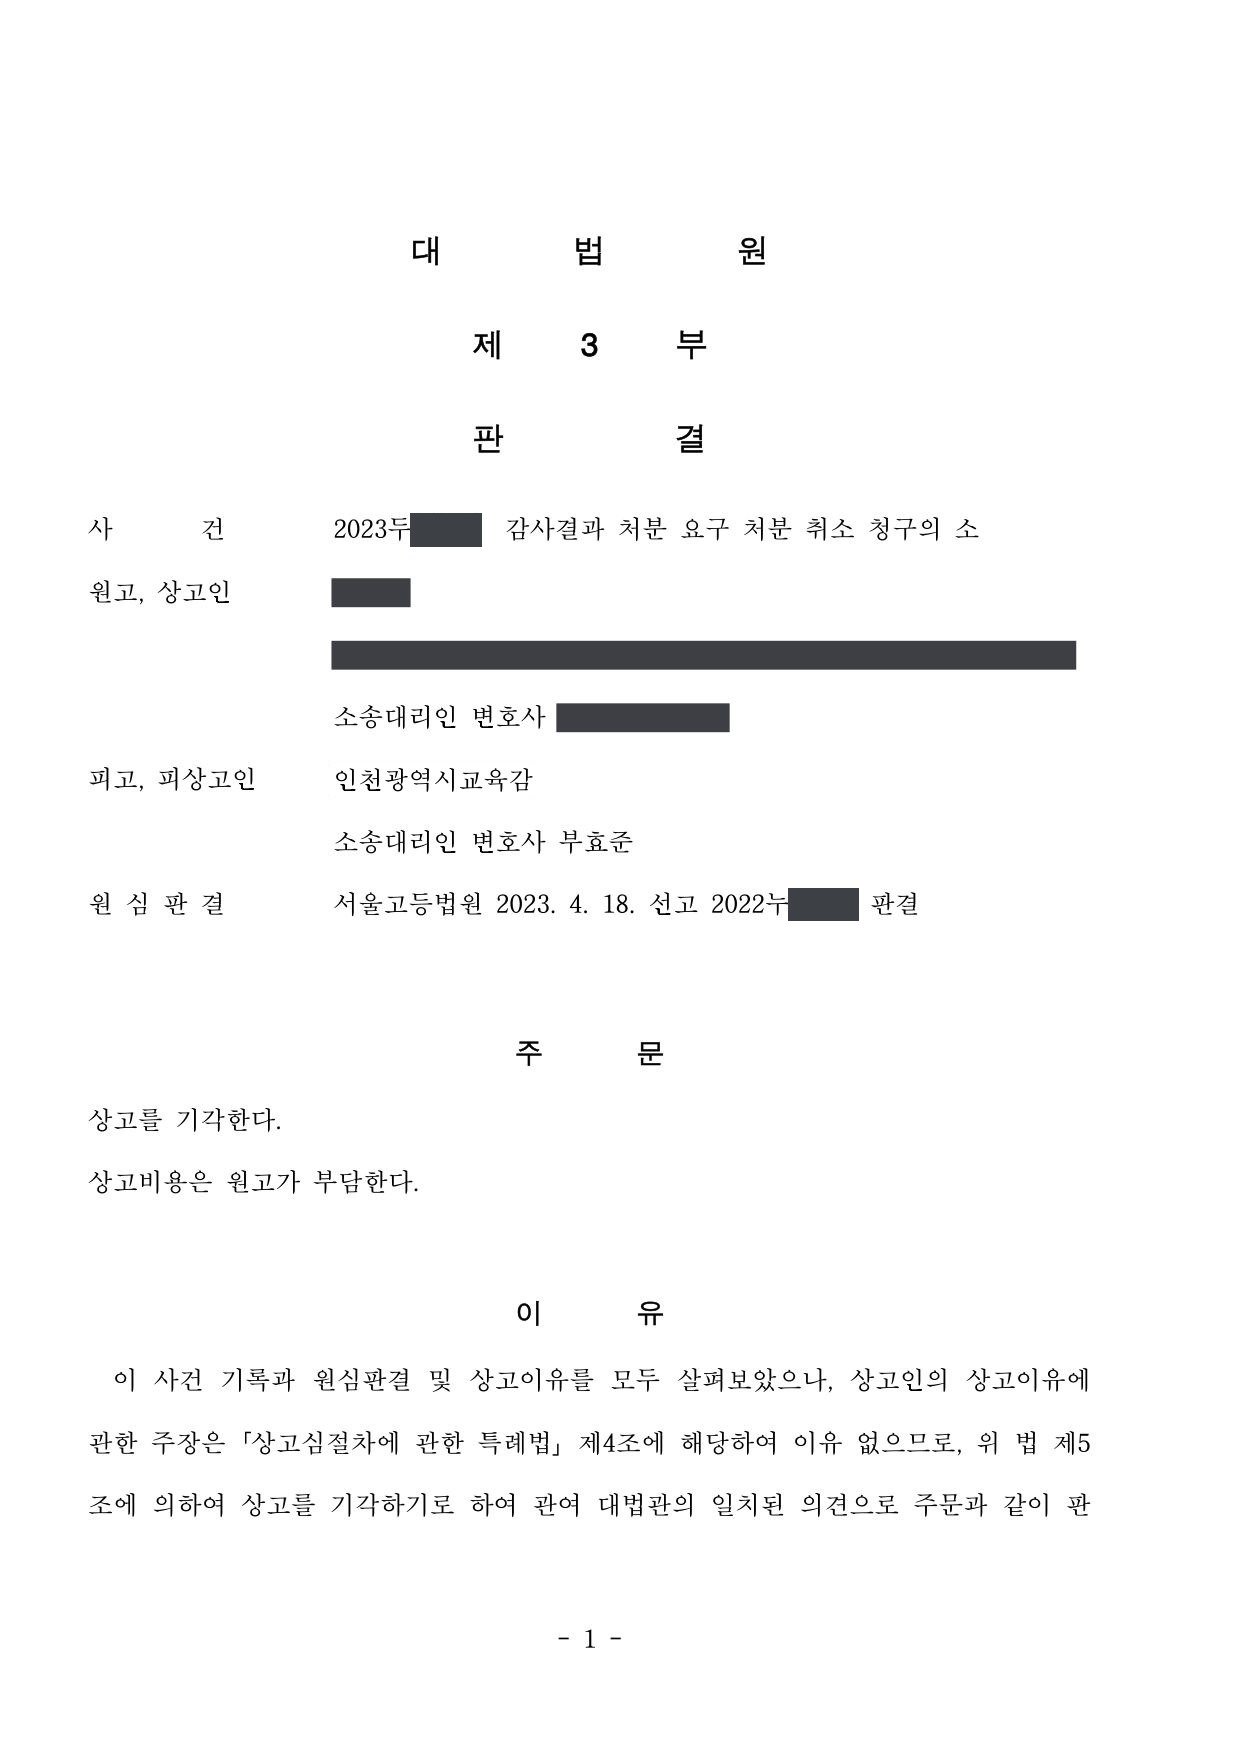 대 법 원
제 3 부
판 결
사 건 2023두 감사결과 처분 요구 처분 취소 청구의 소
원고, 상고인
소송대리인 변호사
피고, 피상고인 인천광역시교육감
소송대리인 변호사 부효준
원 심 판 결 서울고등법원 2023. 4. 18. 선고 2022누 판결
주 문
상고를 기각한다.
상고비용은 원고가 부담한다.
이 유
이 사건 기록과 원심판결 및 상고이유를 모두 살펴보았으나, 상고인의 상고이유에
관한 주장은 「상고심절차에 관한 특례법」 제4조에 해당하여 이유 없으므로, 위 법 제5
조에 의하여 상고를 기각하기로 하여 관여 대법관의 일치된 의견으로 주문과 같이 판
- 1 -